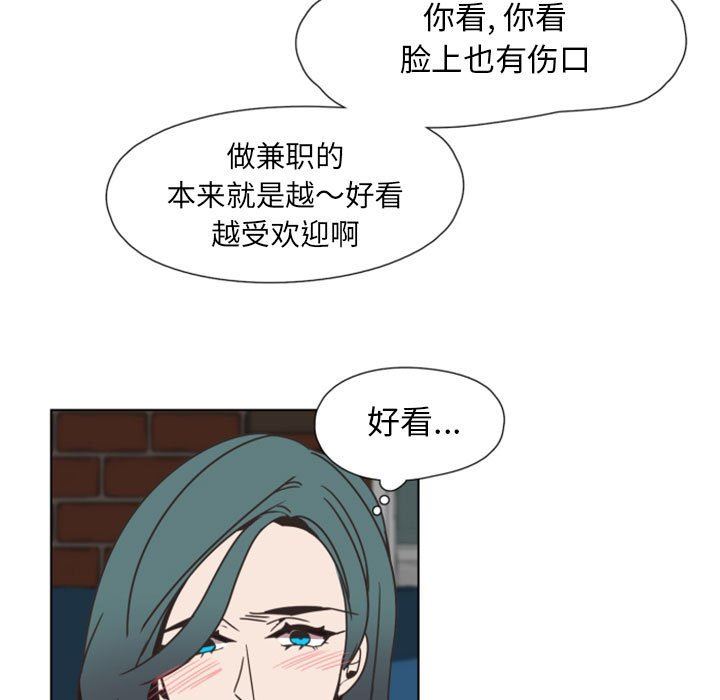 你看, 你看
脸上也有伤口
做兼职的
本来就是越～好看
越受欢迎啊
好看...